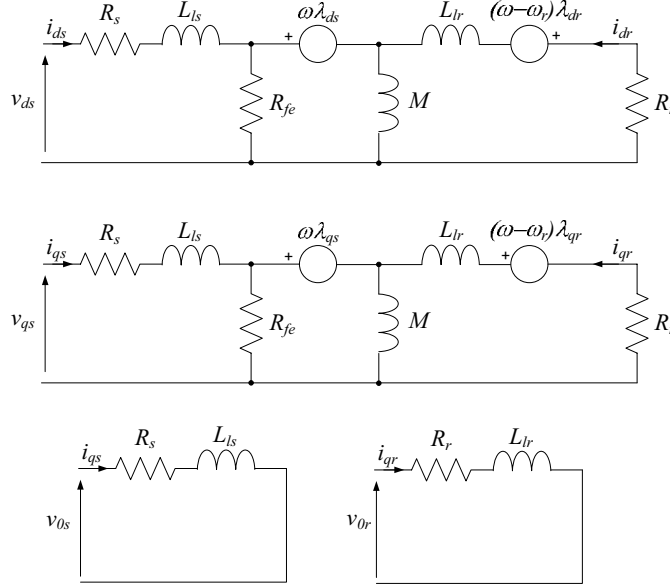 i_ds R_s L_ls + ωλ_ds L_lr (ω−ω_r)λ_dr + i_dr
v_ds R_fe M R
i_qs R_s L_ls + ωλ_qs L_lr (ω−ω_r)λ_qr + i_qr
v_qs R_fe M R
i_qs R_s L_ls i_qr R_r L_lr
v_0s v_0r